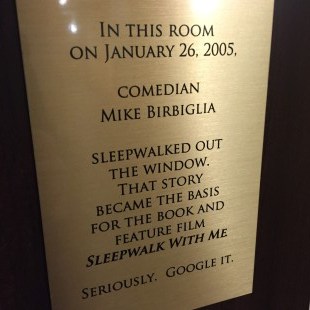 In this room
on January 26, 2005,
comedian
Mike Birbiglia
sleepwalked out
the window.
That story
became the basis
for the book and
feature film
Sleepwalk With Me
Seriously. Google it.